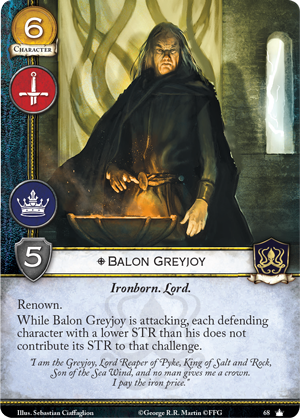 6
CHARACTER
5
BALON GREYJOY
Ironborn. Lord.
Renown.
While Balon Greyjoy is attacking, each defending
character with a lower STR than his does not
contribute its STR to that challenge.
"I am the Greyjoy, Lord Reaper of Pyke, King of Salt and Rock,
Son of the Sea Wind, and no man gives me a crown.
I pay the iron price."
Illus. Sebastian Ciaffaglion ©George R.R. Martin ©FFG 68